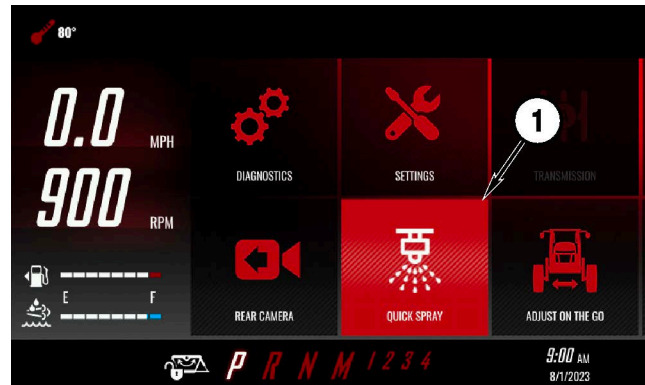 80°
0.0 MPH
900 RPM
E F
DIAGNOSTICS
SETTINGS
1
TRANSMISSION
REAR CAMERA
QUICK SPRAY
ADJUST ON THE GO
P R N M 1 2 3 4
9:00 AM
8/1/2023